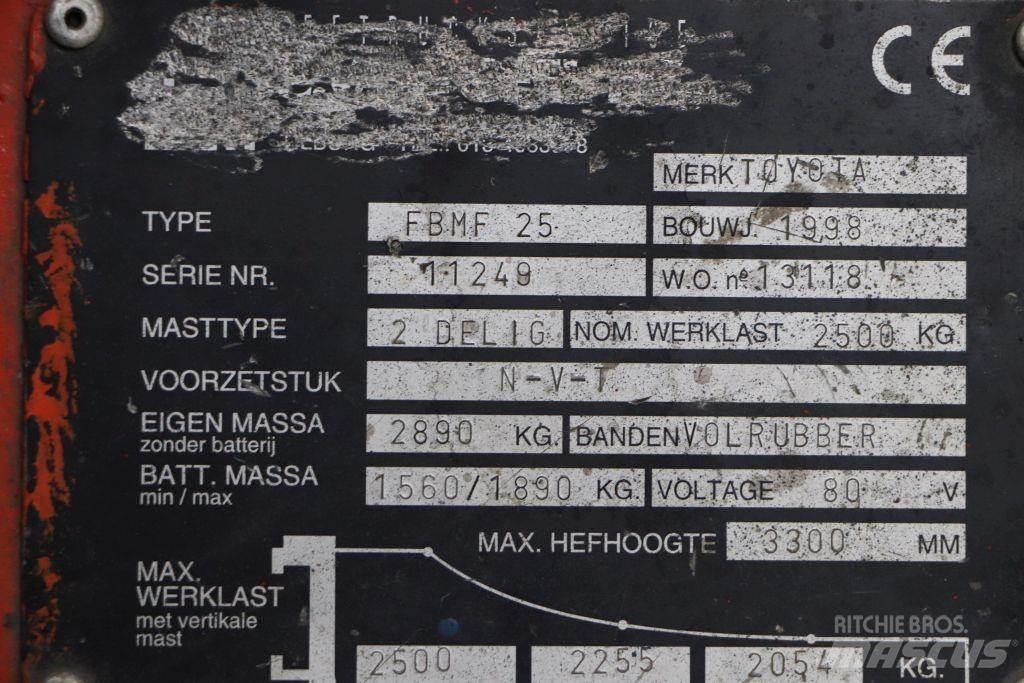 CE
MERK TOYOTA
TYPE FBMF 25 BOUWJ. 1998
SERIE NR. 11249 W.O. nº 13118
MASTTYPE 2 DELIG NOM. WERKLAST 2500 KG.
VOORZETSTUK N-V-T
EIGEN MASSA 2890 KG. BANDEN VOLRUBBER
zonder batterij
BATT. MASSA 1560/1890 KG. VOLTAGE 80 V
min / max
MAX. HEFHOOGTE 3300 MM
MAX.
WERKLAST
met vertikale
mast
2500 2255 2054 KG.
RITCHIE BROS.
MASCUS